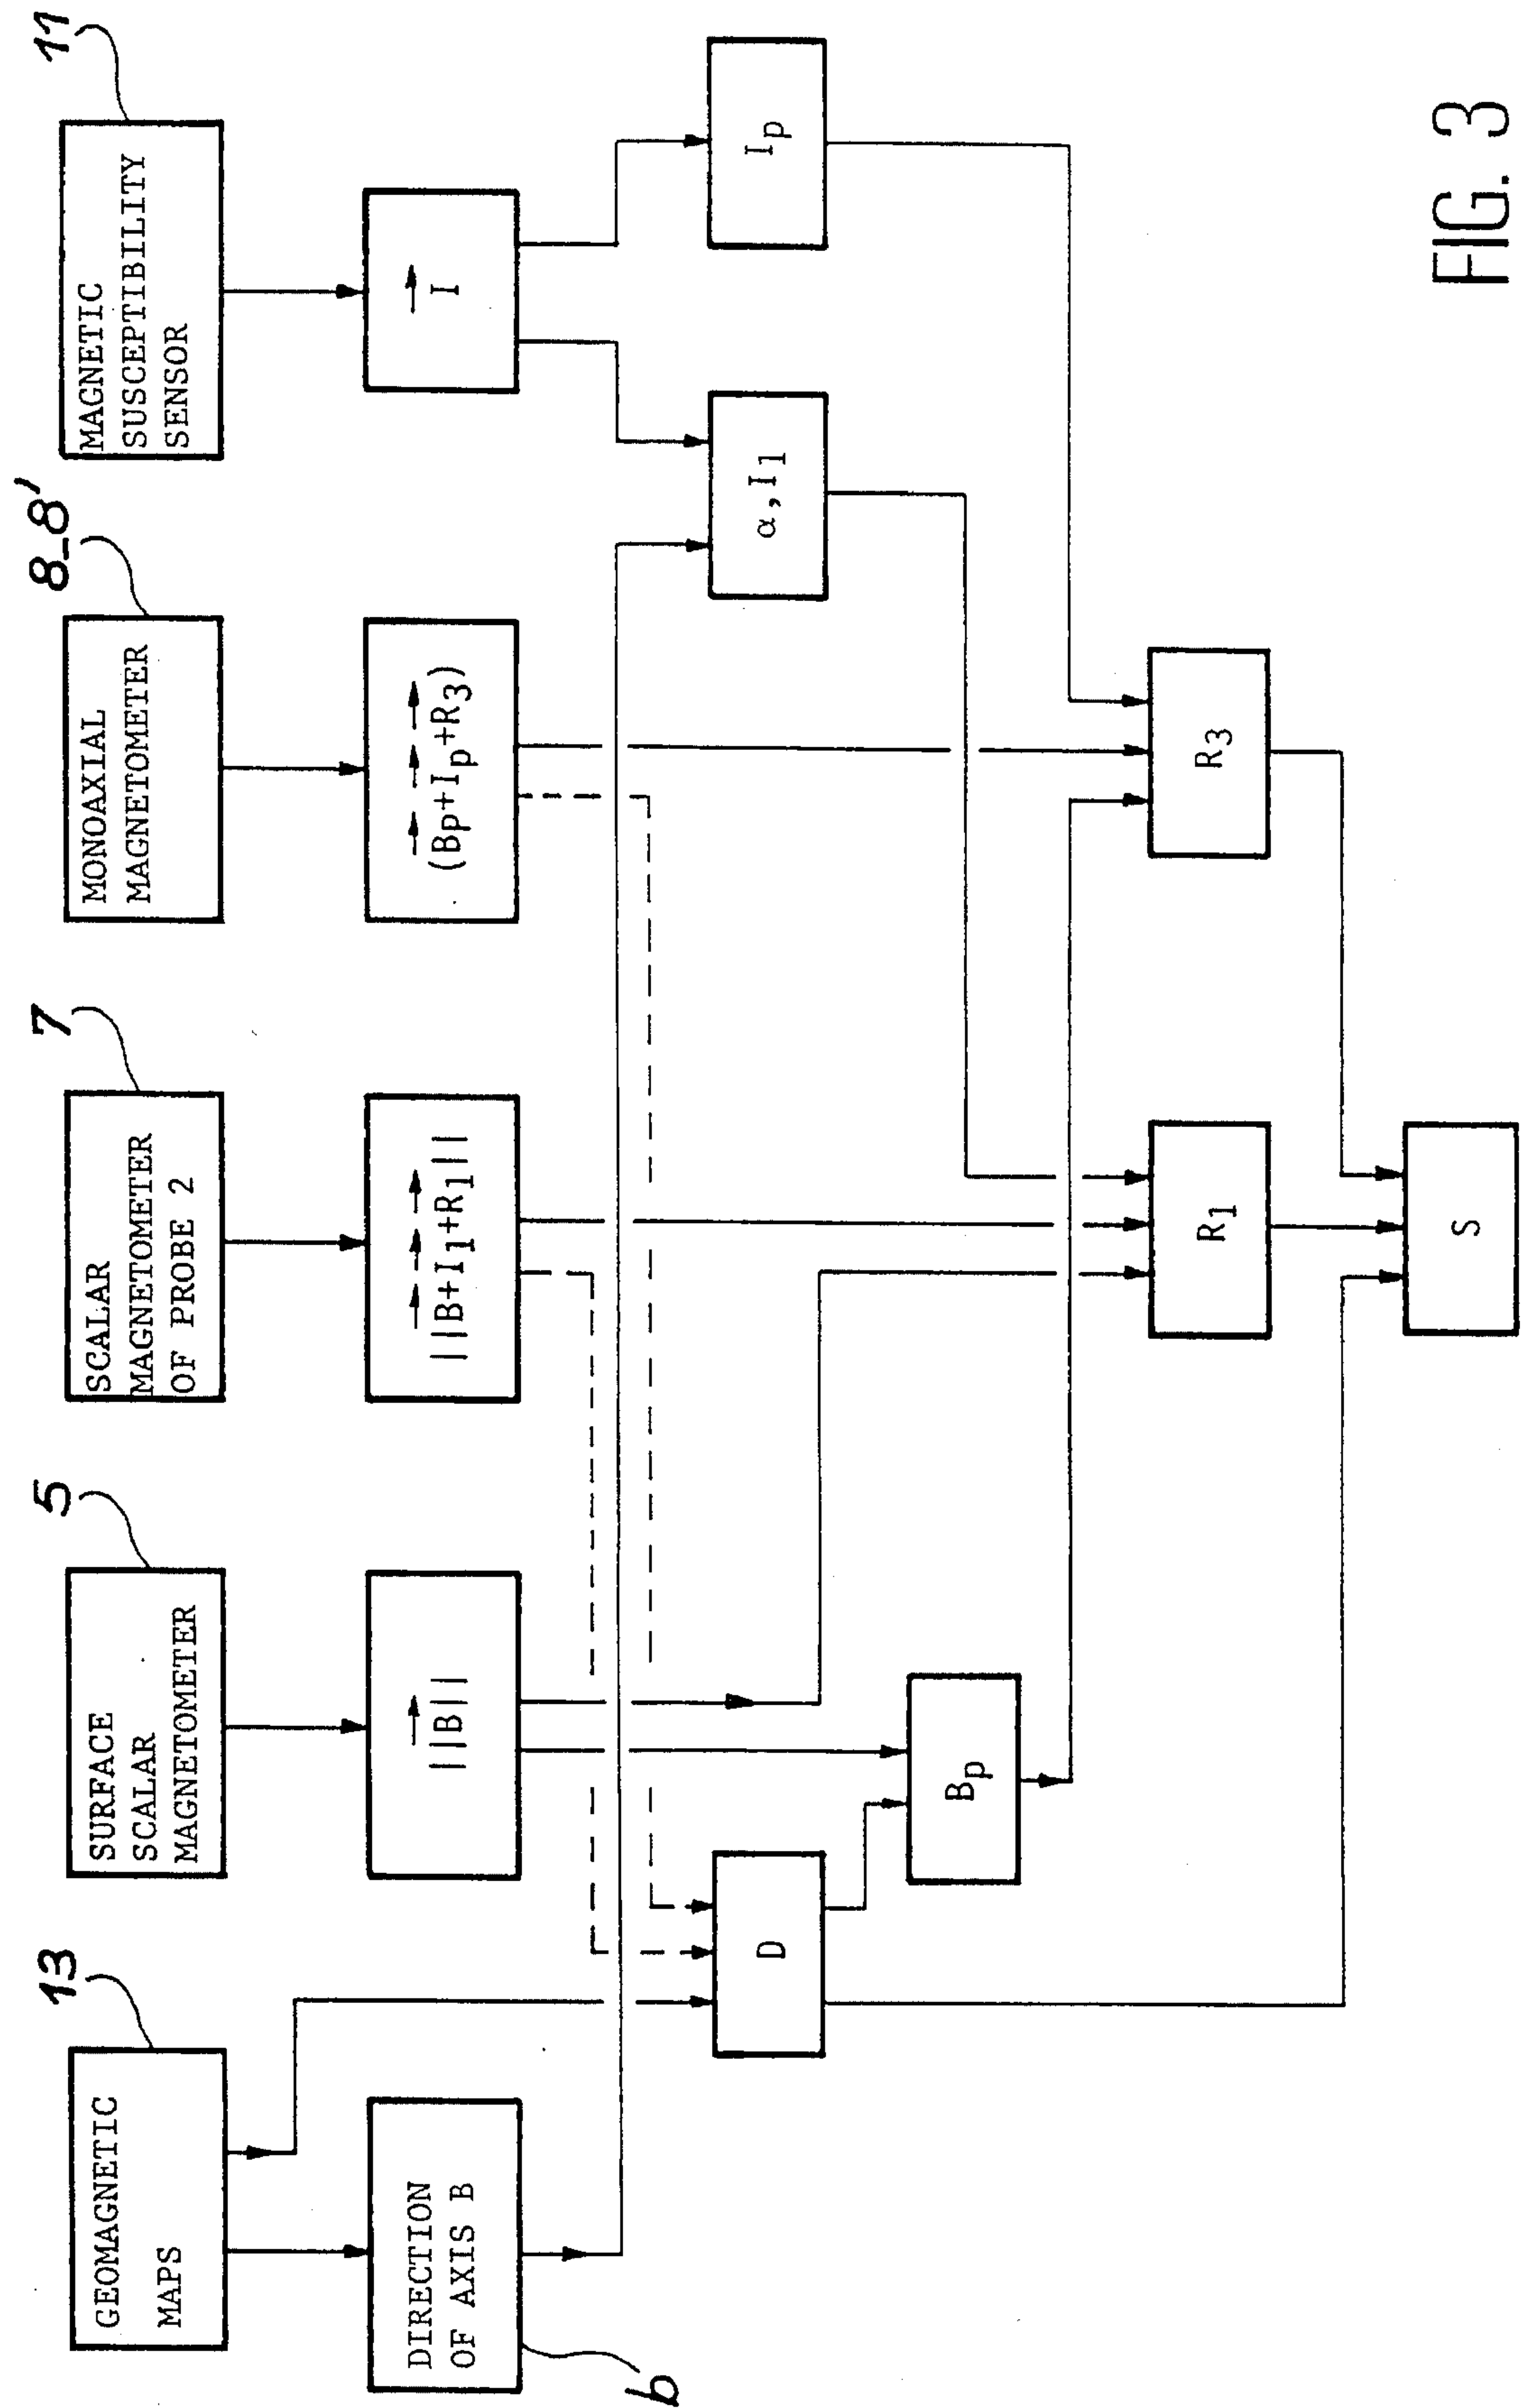 13
5
7
8-8'
11
GEOMAGNETIC
MAPS
SURFACE
SCALAR
MAGNETOMETER
SCALAR
MAGNETOMETER
OF PROBE 2
MONOAXIAL
MAGNETOMETER
MAGNETIC
SUSCEPTIBILITY
SENSOR
DIRECTION
OF AXIS B
||B||
||B+I1+R1||
(Bp+Ip+R3)
I
b
D
α,I1
Ip
Bp
R1
R3
S
FIG. 3